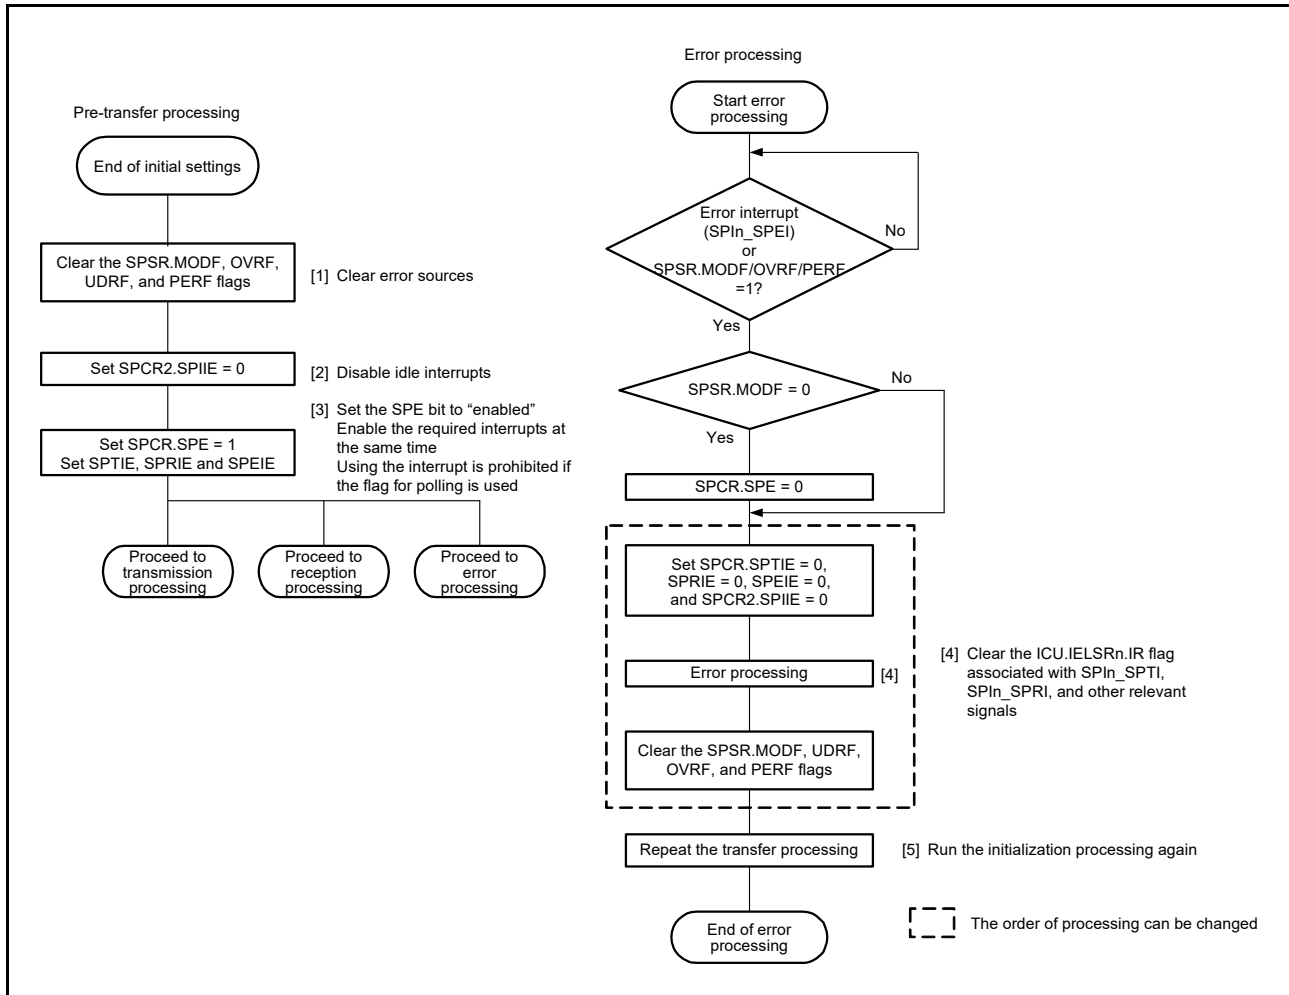 Pre-transfer processing
End of initial settings
Clear the SPSR.MODF, OVRF,
UDRF, and PERF flags
[1] Clear error sources
Set SPCR2.SPIIE = 0
[2] Disable idle interrupts
[3] Set the SPE bit to “enabled”
Enable the required interrupts at
the same time
Using the interrupt is prohibited if
the flag for polling is used
Set SPCR.SPE = 1
Set SPTIE, SPRIE and SPEIE
Proceed to
transmission
processing
Proceed to
reception
processing
Proceed to
error
processing
Error processing
Start error
processing
Error interrupt
(SPIn_SPEI)
or
SPSR.MODF/OVRF/PERF
=1?
No
Yes
SPSR.MODF = 0
No
Yes
SPCR.SPE = 0
Set SPCR.SPTIE = 0,
SPRIE = 0, SPEIE = 0,
and SPCR2.SPIIE = 0
Error processing
[4]
[4] Clear the ICU.IELSRn.IR flag
associated with SPIn_SPTI,
SPIn_SPRI, and other relevant
signals
Clear the SPSR.MODF, UDRF,
OVRF, and PERF flags
Repeat the transfer processing
[5] Run the initialization processing again
End of error
processing
The order of processing can be changed